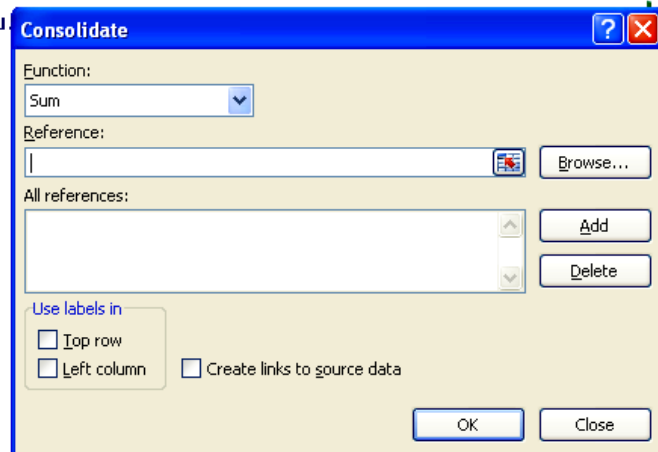 Consolidate
Function:
Sum
Reference:
Browse...
All references:
Add
Delete
Use labels in
Top row
Left column
Create links to source data
OK
Close